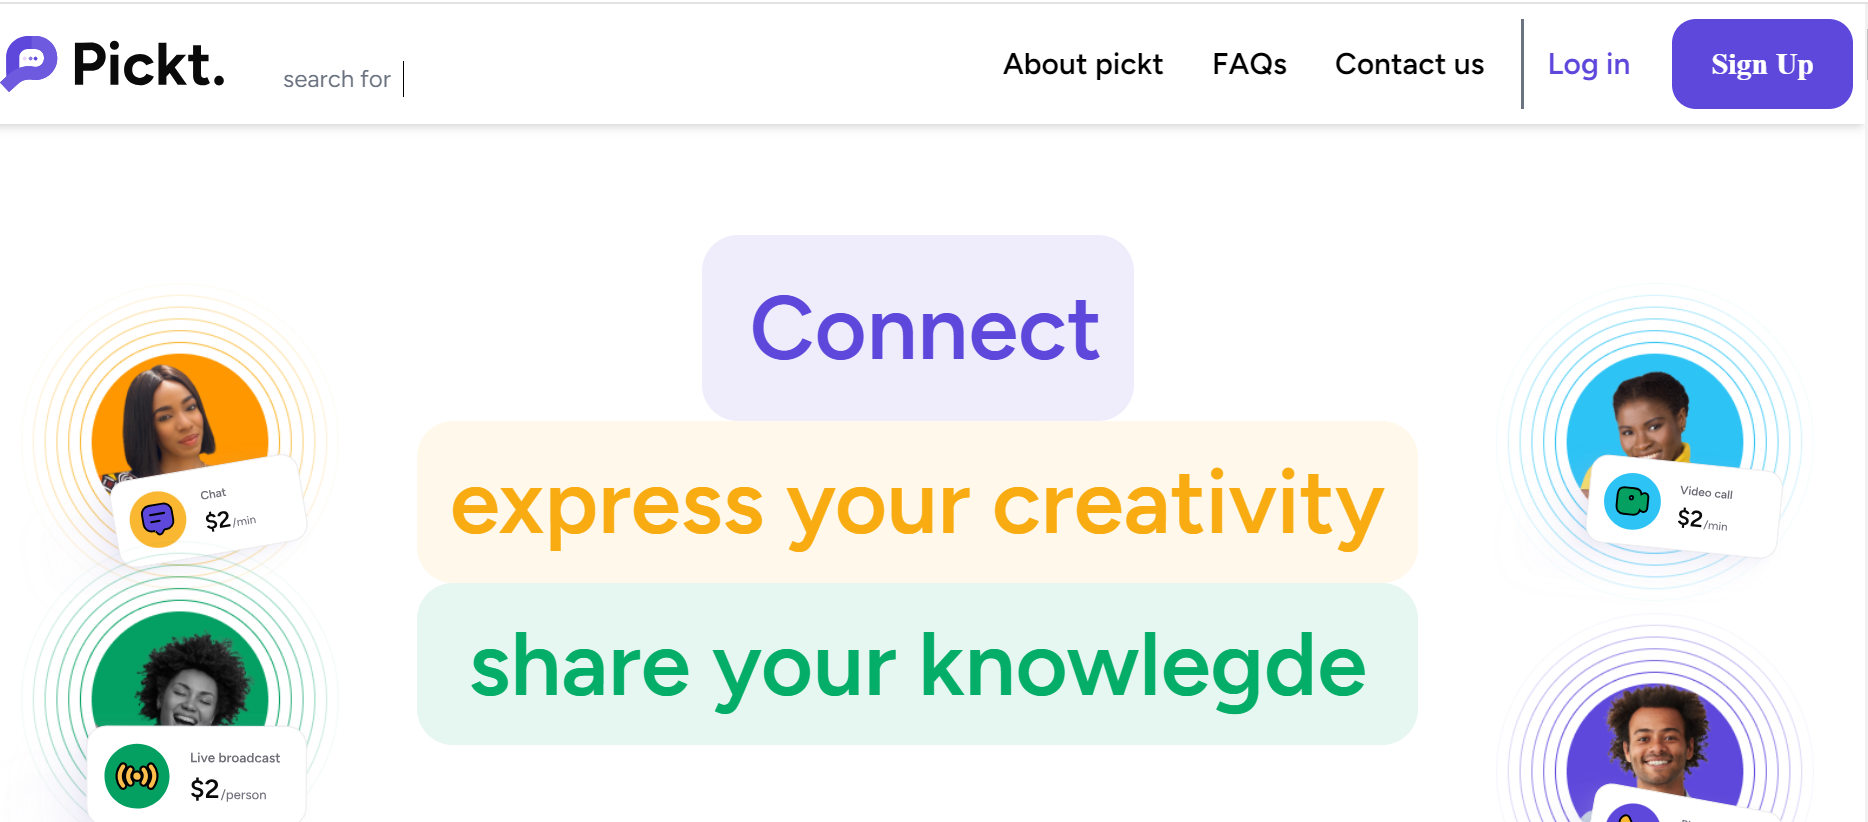 Pickt.
search for
About pickt
FAQs
Contact us
Log in
Sign Up
Connect
express your creativity
share your knowlegde
Chat
$2/min
Live broadcast
$2/person
Video call
$2/min